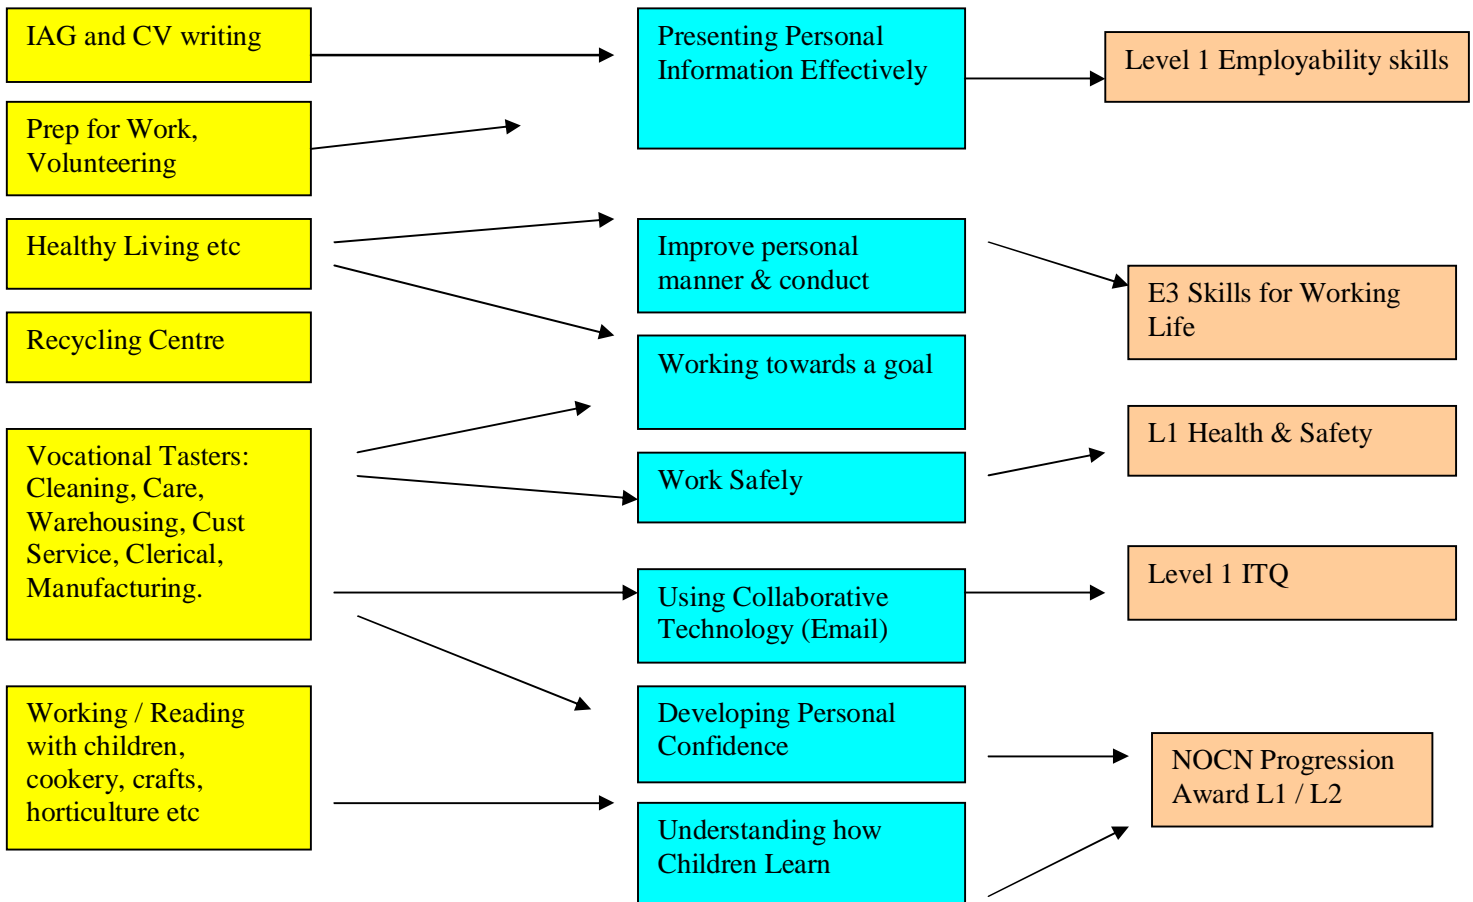 IAG and CV writing
Prep for Work,
Volunteering
Healthy Living etc
Recycling Centre
Vocational Tasters:
Cleaning, Care,
Warehousing, Cust
Service, Clerical,
Manufacturing.
Working / Reading
with children,
cookery, crafts,
horticulture etc
Presenting Personal
Information Effectively
Improve personal
manner & conduct
Working towards a goal
Work Safely
Using Collaborative
Technology (Email)
Developing Personal
Confidence
Understanding how
Children Learn
Level 1 Employability skills
E3 Skills for Working
Life
L1 Health & Safety
Level 1 ITQ
NOCN Progression
Award L1 / L2